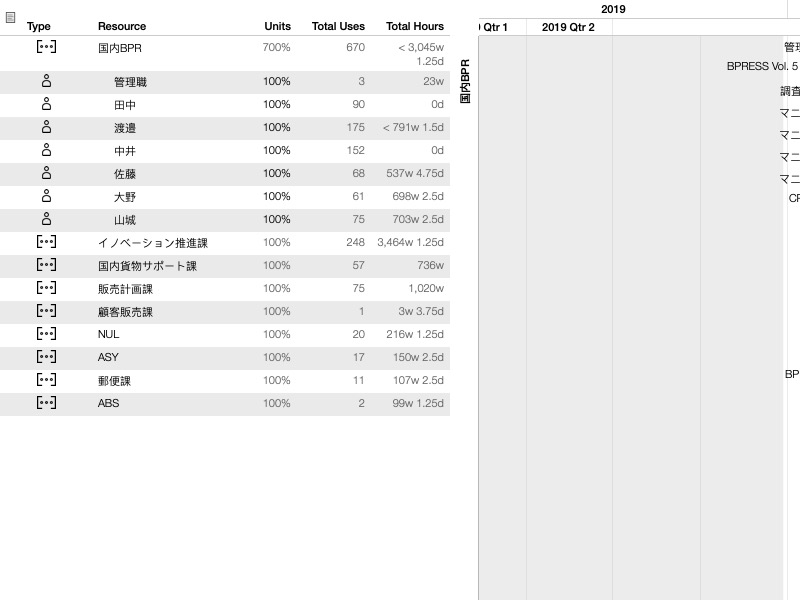 2019
Type Resource Units Total Uses Total Hours
Qtr 1 2019 Qtr 2
国内BPR 700% 670 < 3,045w
1.25d
管理職 100% 3 23w
田中 100% 90 0d
渡邉 100% 175 < 791w 1.5d
中井 100% 152 0d
佐藤 100% 68 537w 4.75d
大野 100% 61 698w 2.5d
山城 100% 75 703w 2.5d
イノベーション推進課 100% 248 3,464w 1.25d
国内貨物サポート課 100% 57 736w
販売計画課 100% 75 1,020w
顧客販売課 100% 1 3w 3.75d
NUL 100% 20 216w 1.25d
ASY 100% 17 150w 2.5d
郵便課 100% 11 107w 2.5d
ABS 100% 2 99w 1.25d
国内BPR
管理
BPRESS Vol. 5
調査
マニ
マニ
マニ
マニ
CF
BP